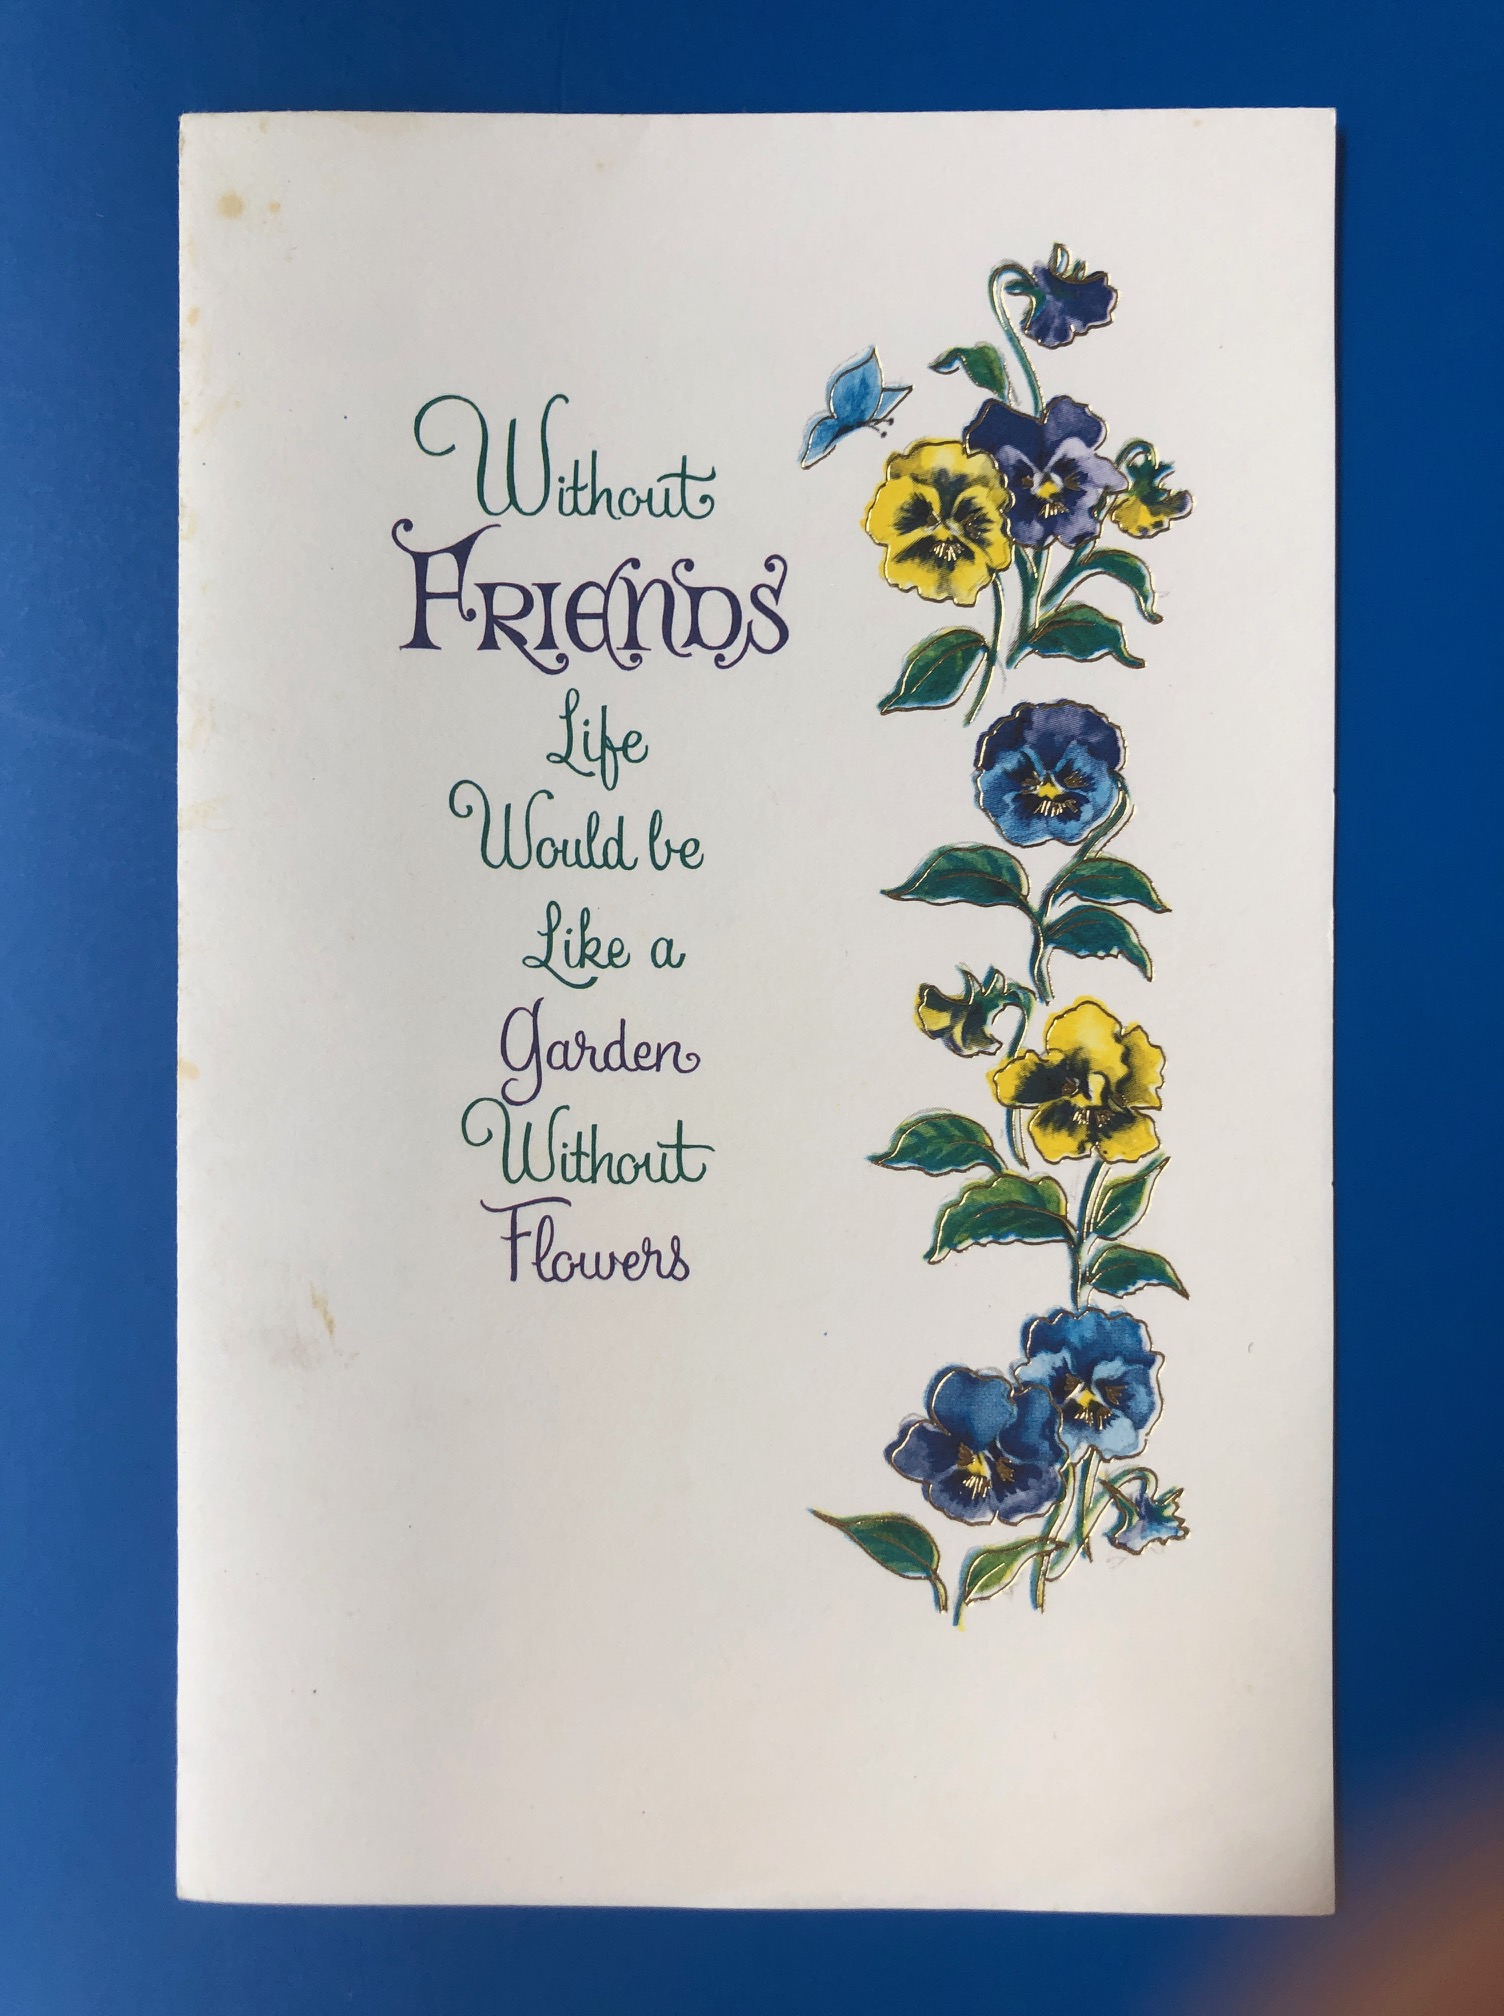 Without
FRIENDS
Life
Would be
Like a
Garden
Without
Flowers